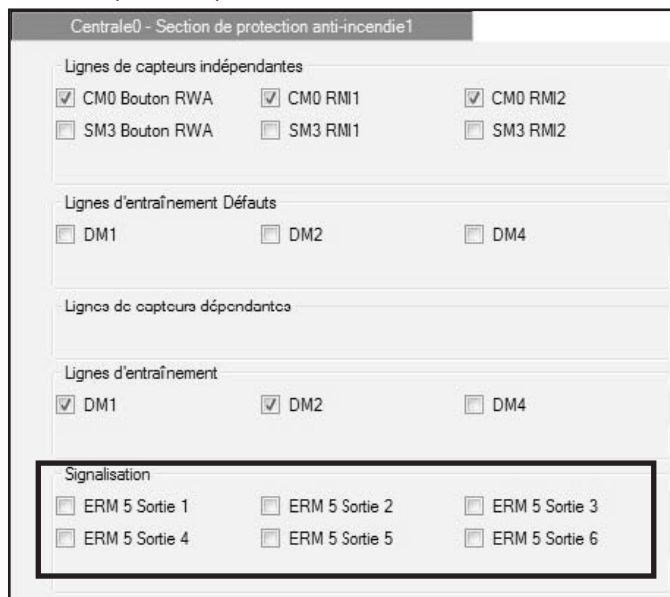 Centrale0 - Section de protection anti-incendie1
Lignes de capteurs indépendantes
CM0 Bouton RWA CM0 RMI1 CM0 RMI2
SM3 Bouton RWA SM3 RMI1 SM3 RMI2
Lignes d'entraînement Défauts
DM1 DM2 DM4
Lignes de capteurs dépendantes
Lignes d'entraînement
DM1 DM2 DM4
Signalisation
ERM 5 Sortie 1 ERM 5 Sortie 2 ERM 5 Sortie 3
ERM 5 Sortie 4 ERM 5 Sortie 5 ERM 5 Sortie 6